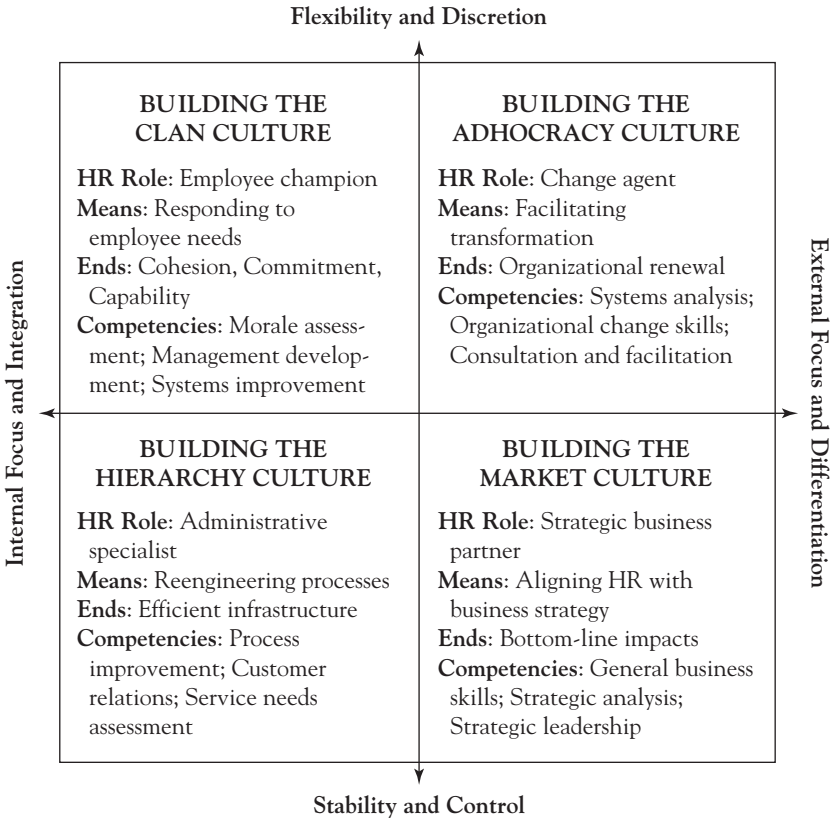 Flexibility and Discretion
BUILDING THE
CLAN CULTURE
HR Role: Employee champion
Means: Responding to
employee needs
Ends: Cohesion, Commitment,
Capability
Competencies: Morale assess-
ment; Management develop-
ment; Systems improvement
BUILDING THE
ADHOCRACY CULTURE
HR Role: Change agent
Means: Facilitating
transformation
Ends: Organizational renewal
Competencies: Systems analysis;
Organizational change skills;
Consultation and facilitation
Internal Focus and Integration
External Focus and Differentiation
BUILDING THE
HIERARCHY CULTURE
HR Role: Administrative
specialist
Means: Reengineering processes
Ends: Efficient infrastructure
Competencies: Process
improvement; Customer
relations; Service needs
assessment
BUILDING THE
MARKET CULTURE
HR Role: Strategic business
partner
Means: Aligning HR with
business strategy
Ends: Bottom-line impacts
Competencies: General business
skills; Strategic analysis;
Strategic leadership
Stability and Control